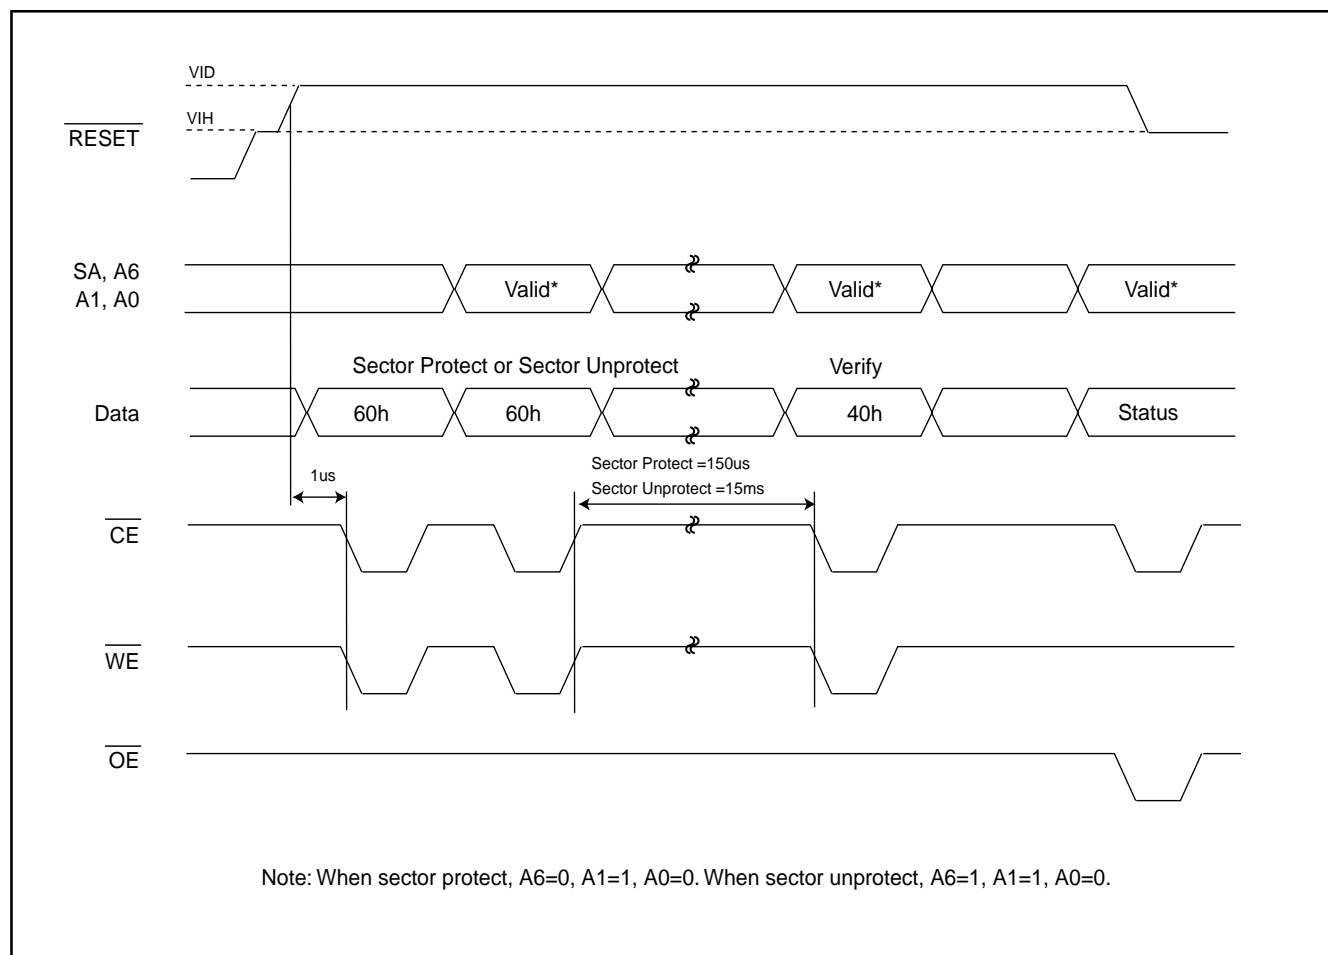 VID
VIH
RESET
SA, A6
A1, A0
Valid*
Valid*
Valid*
Sector Protect or Sector Unprotect
Verify
Data
60h
60h
40h
Status
1us
Sector Protect =150us
Sector Unprotect =15ms
CE
WE
OE
Note: When sector protect, A6=0, A1=1, A0=0. When sector unprotect, A6=1, A1=1, A0=0.